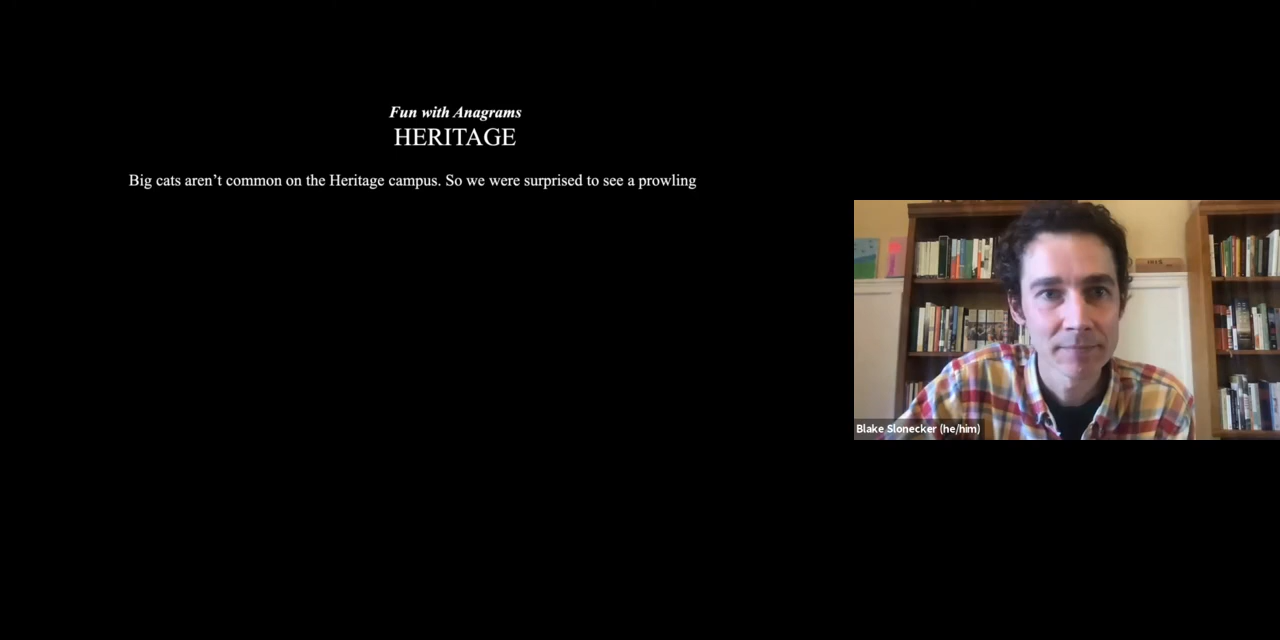 Fun with Anagrams
HERITAGE
Big cats aren’t common on the Heritage campus. So we were surprised to see a prowling
Blake Slonecker (he/him)